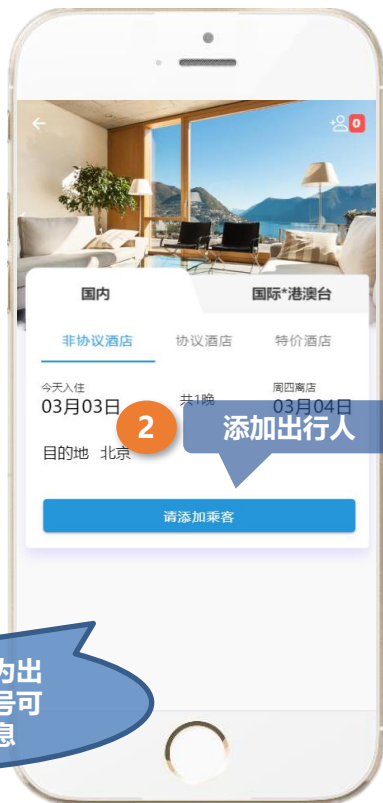 0
国内 国际*港澳台
非协议酒店 协议酒店 特价酒店
今天入住 周四离店
03月03日 共1晚 03月04日
2 添加出行人
目的地 北京
请添加乘客
为出
号可
息